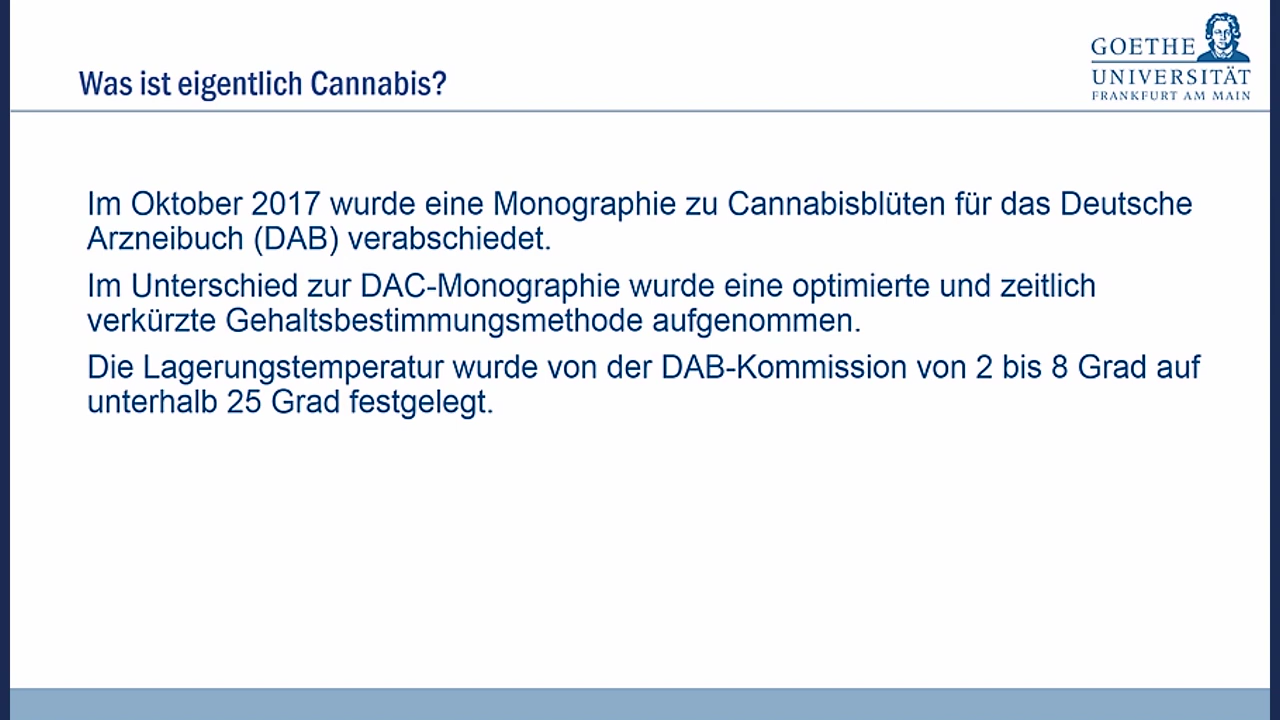 Was ist eigentlich Cannabis?
GOETHE
UNIVERSITÄT
FRANKFURT AM MAIN
Im Oktober 2017 wurde eine Monographie zu Cannabisblüten für das Deutsche
Arzneibuch (DAB) verabschiedet.
Im Unterschied zur DAC-Monographie wurde eine optimierte und zeitlich
verkürzte Gehaltsbestimmungsmethode aufgenommen.
Die Lagerungstemperatur wurde von der DAB-Kommission von 2 bis 8 Grad auf
unterhalb 25 Grad festgelegt.